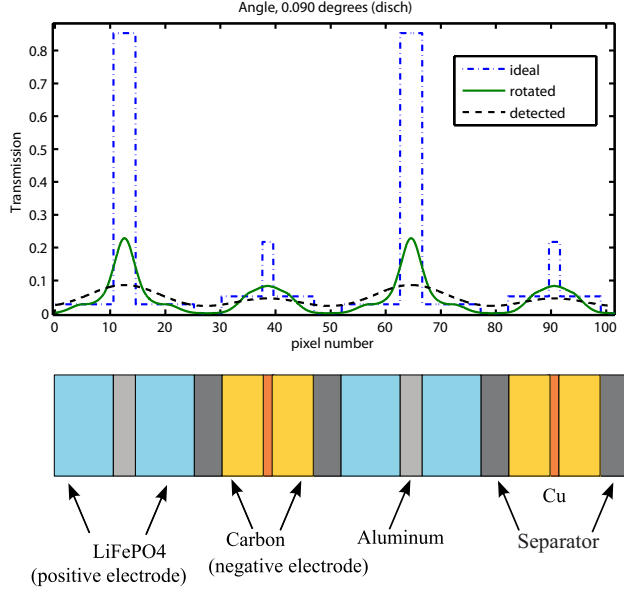 Angle, 0.090 degrees (disch)
0.8
0.7
0.6
0.5
0.4
0.3
0.2
0.1
0
Transmission
ideal
rotated
detected
0 10 20 30 40 50 60 70 80 90 100
pixel number
LiFePO4
(positive electrode)
Carbon
(negative electrode)
Aluminum
Cu
Separator